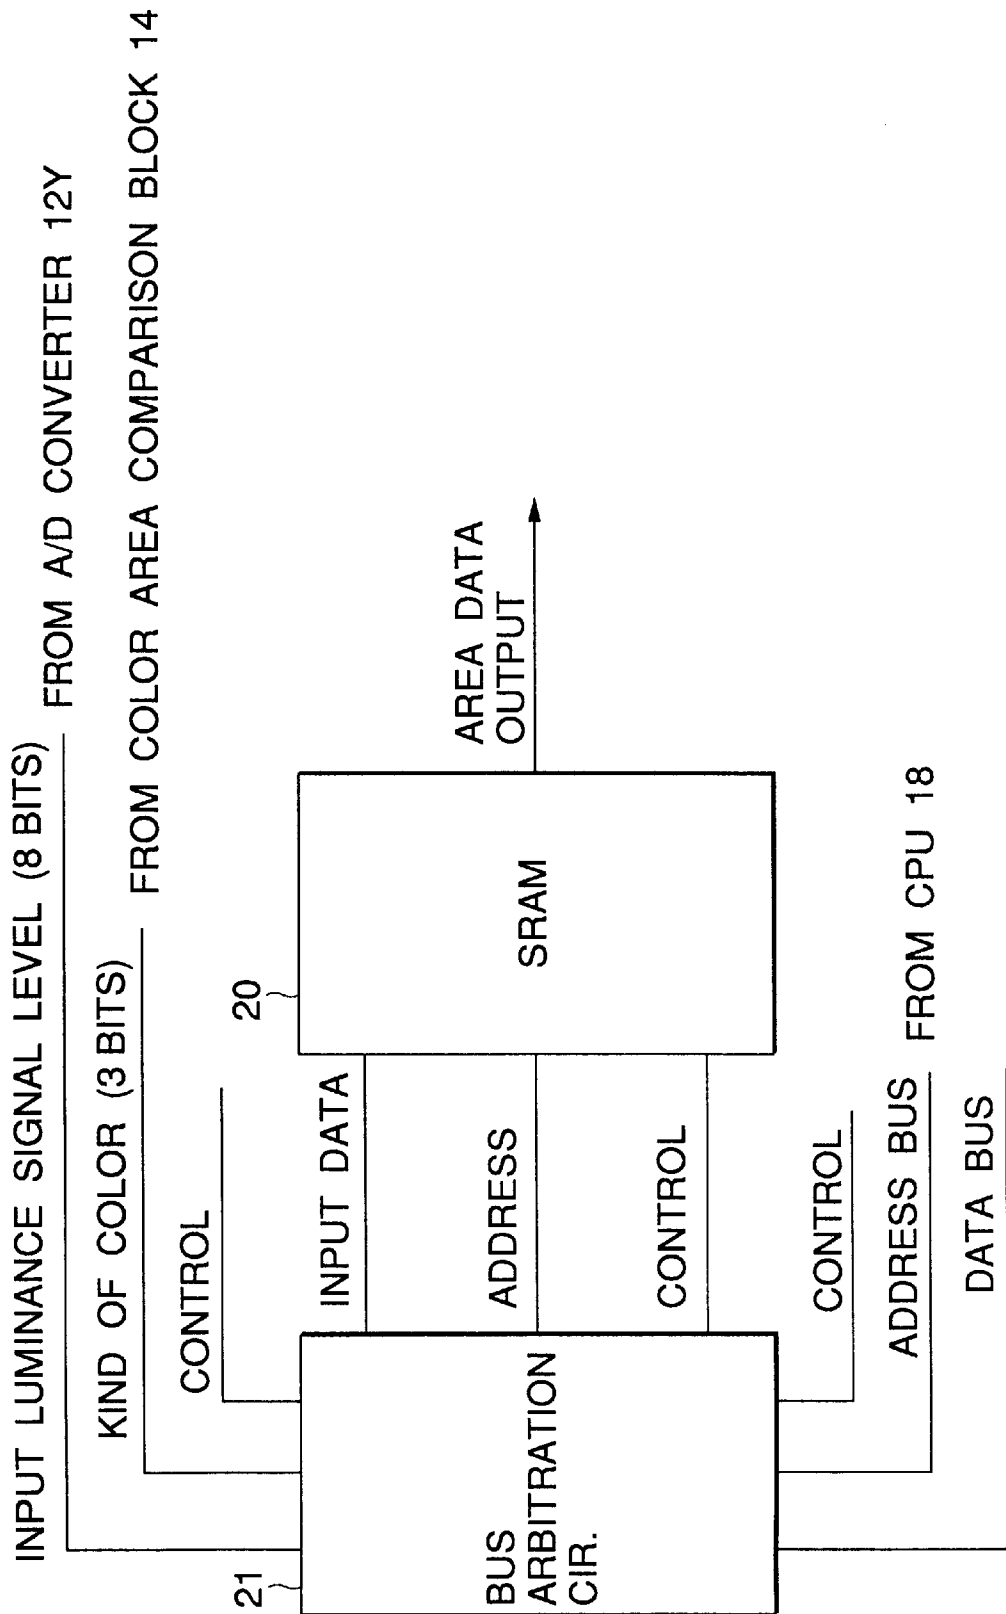 INPUT LUMINANCE SIGNAL LEVEL (8 BITS)
FROM A/D CONVERTER 12Y
KIND OF COLOR (3 BITS)
FROM COLOR AREA COMPARISON BLOCK 14
CONTROL
21
BUS
ARBITRATION
CIR.
INPUT DATA
ADDRESS
CONTROL
20
SRAM
AREA DATA
OUTPUT
CONTROL
ADDRESS BUS
FROM CPU 18
DATA BUS